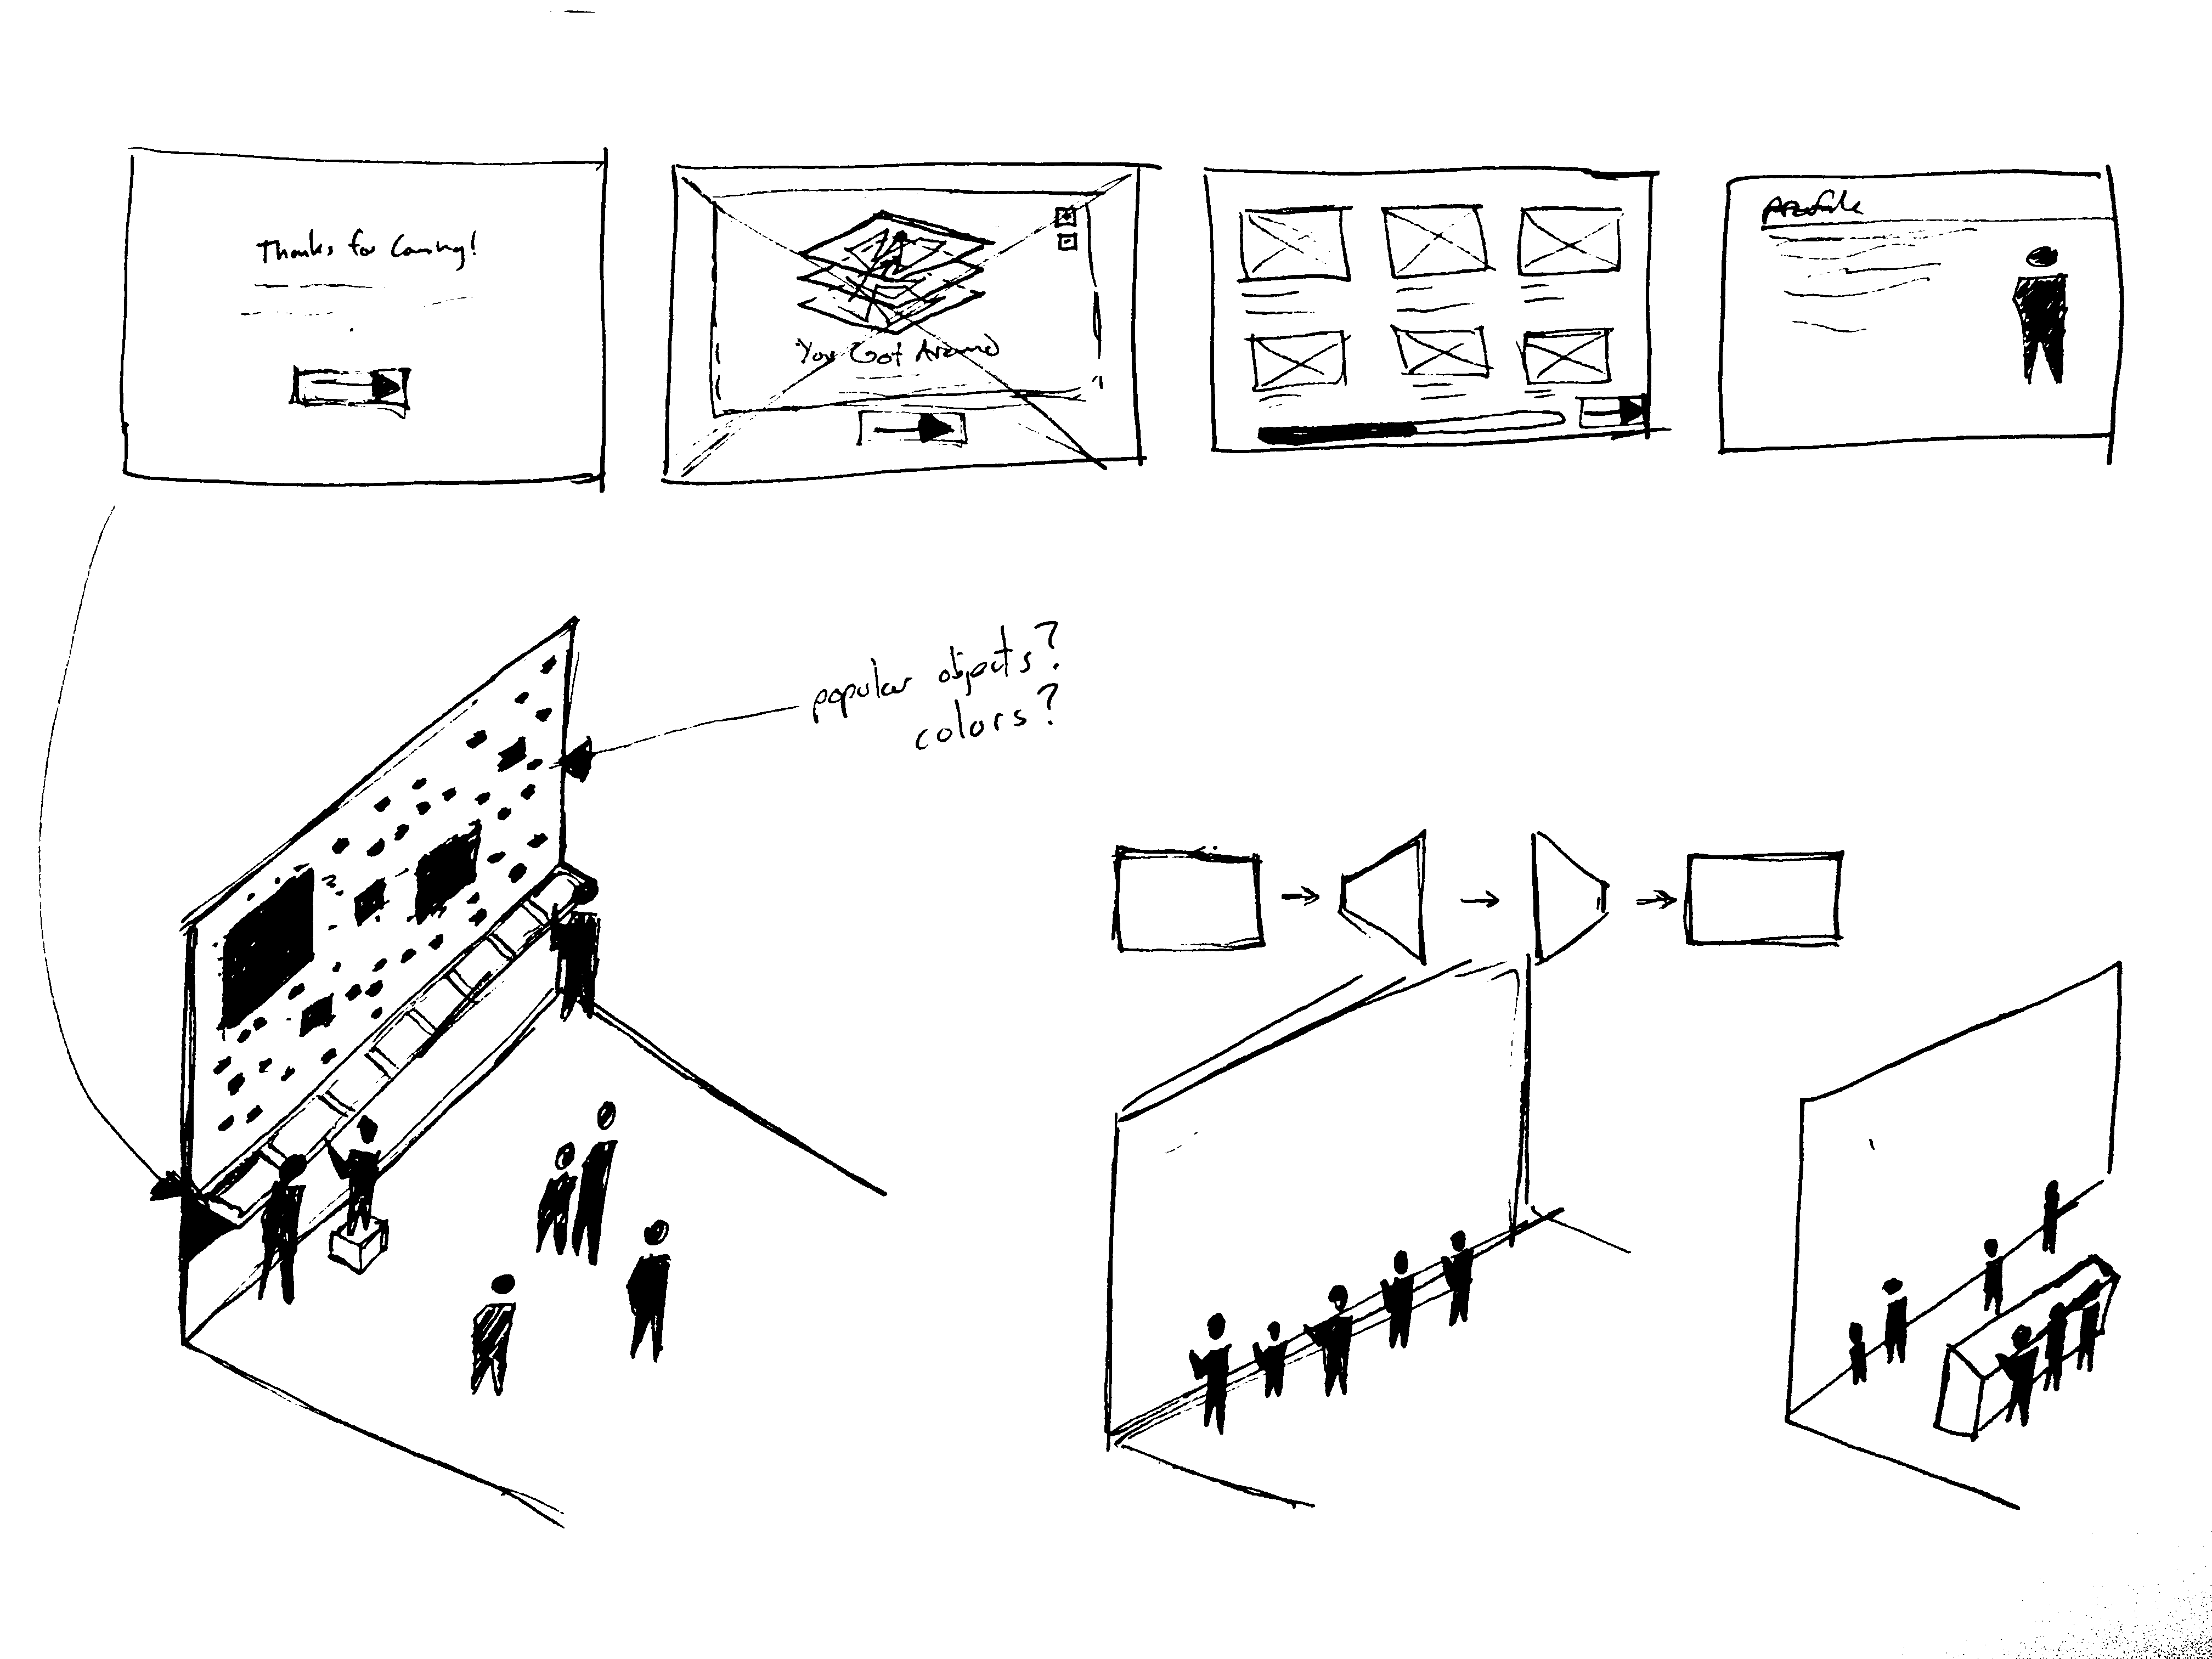 Thanks for Coming!
You Got Around
Profile
popular objects?
colors?